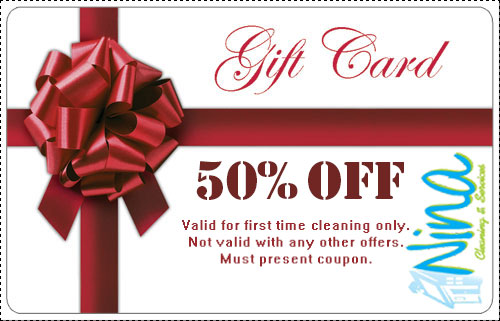 Gift Card
50% OFF
Valid for first time cleaning only.
Not valid with any other offers.
Must present coupon.
Nina
Cleaning & Services